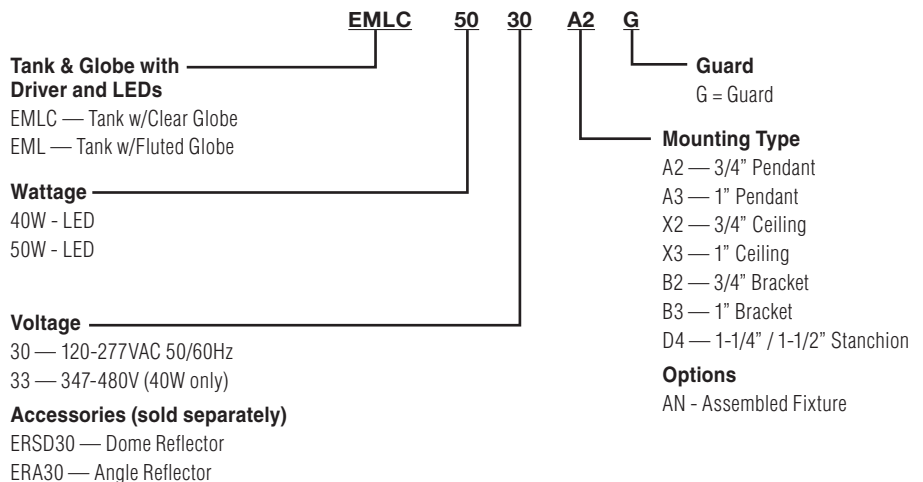 EMLC 50 30 A2 G
Tank & Globe with
Driver and LEDs
EMLC — Tank w/Clear Globe
EML — Tank w/Fluted Globe
Wattage
40W - LED
50W - LED
Voltage
30 — 120-277VAC 50/60Hz
33 — 347-480V (40W only)
Accessories (sold separately)
ERSD30 — Dome Reflector
ERA30 — Angle Reflector
Guard
G = Guard
Mounting Type
A2 — 3/4” Pendant
A3 — 1” Pendant
X2 — 3/4” Ceiling
X3 — 1” Ceiling
B2 — 3/4” Bracket
B3 — 1” Bracket
D4 — 1-1/4” / 1-1/2” Stanchion
Options
AN - Assembled Fixture